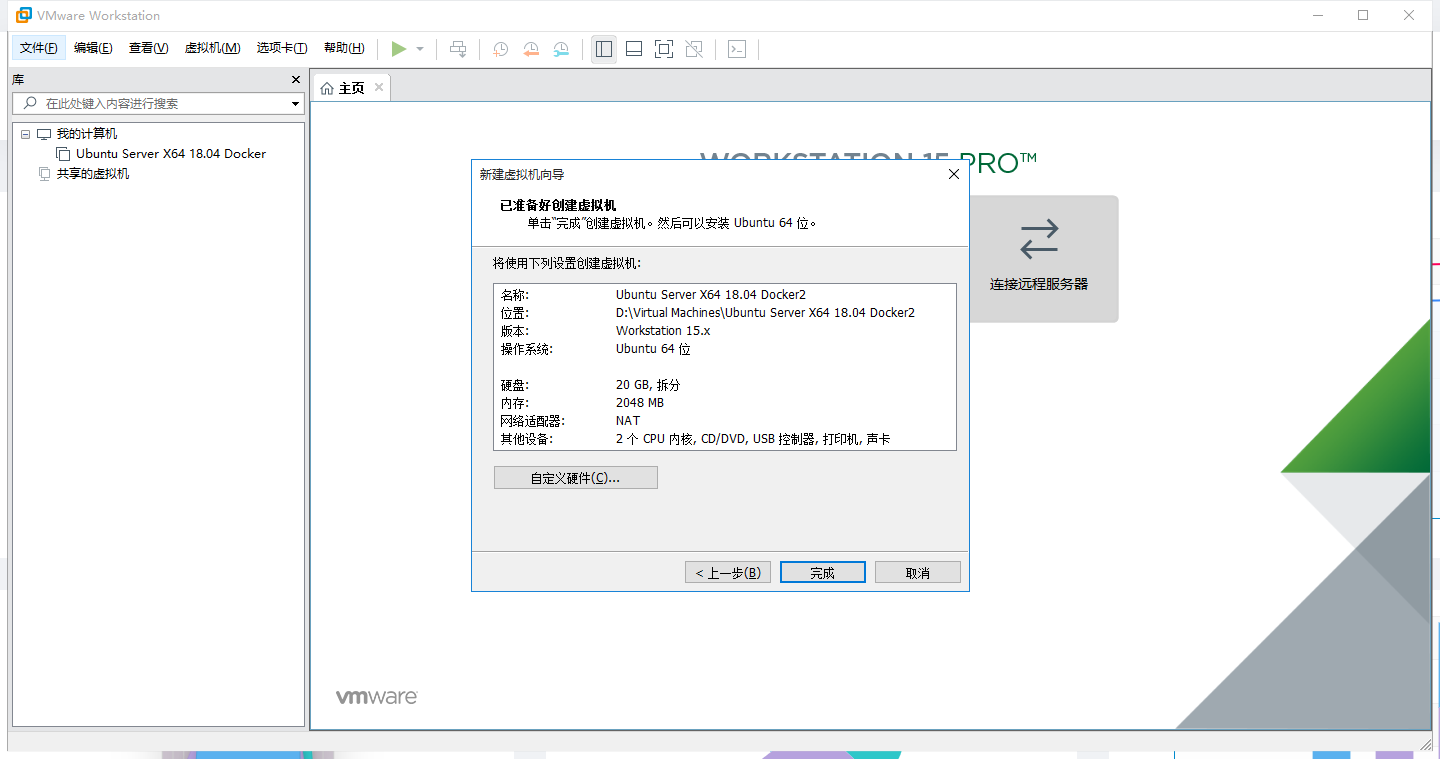 VMware Workstation
文件(F) 编辑(E) 查看(V) 虚拟机(M) 选项卡(T) 帮助(H)
库
在此处键入内容进行搜索
我的计算机
Ubuntu Server X64 18.04 Docker
共享的虚拟机
主页
WORKSTATION 15 PRO™
连接远程服务器
新建虚拟机向导
已准备好创建虚拟机
单击“完成”创建虚拟机。然后可以安装 Ubuntu 64 位。
将使用下列设置创建虚拟机:
名称: Ubuntu Server X64 18.04 Docker2
位置: D:\Virtual Machines\Ubuntu Server X64 18.04 Docker2
版本: Workstation 15.x
操作系统: Ubuntu 64 位
硬盘: 20 GB, 拆分
内存: 2048 MB
网络适配器: NAT
其他设备: 2 个 CPU 内核, CD/DVD, USB 控制器, 打印机, 声卡
自定义硬件(C)...
< 上一步(B) 完成 取消
vmware